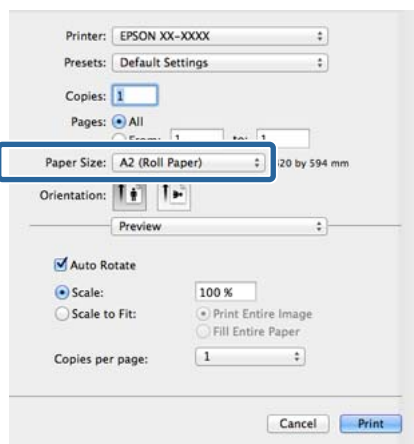 Printer: EPSON XX-XXXX
Presets: Default Settings
Copies: 1
Pages: All
From: 1 to: 1
Paper Size: A2 (Roll Paper) 20 by 594 mm
Orientation:
Preview
Auto Rotate
Scale: 100 %
Scale to Fit: Print Entire Image
Fill Entire Paper
Copies per page: 1
Cancel Print